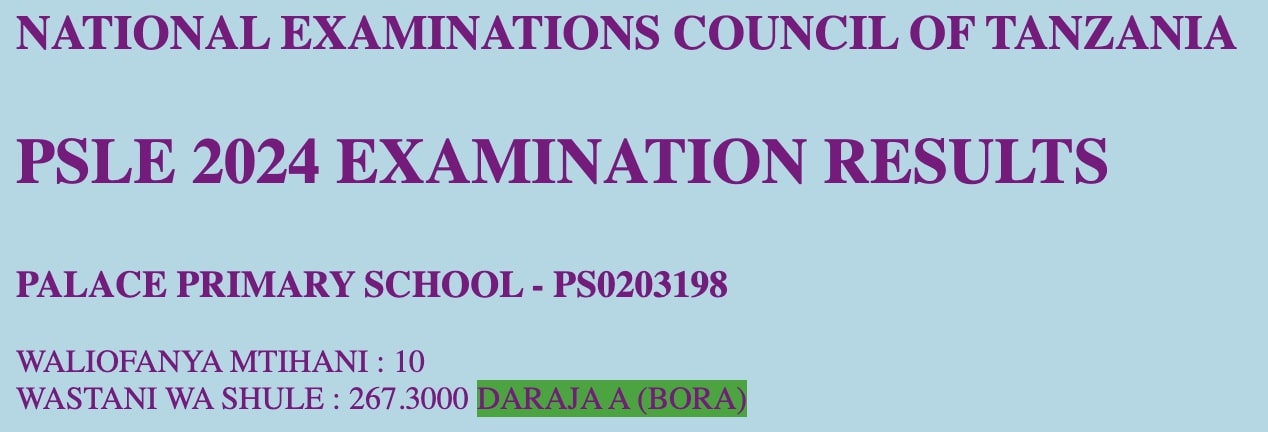 NATIONAL EXAMINATIONS COUNCIL OF TANZANIA
PSLE 2024 EXAMINATION RESULTS
PALACE PRIMARY SCHOOL - PS0203198
WALIOFANYA MTIHANI : 10
WASTANI WA SHULE : 267.3000 DARAJA A (BORA)